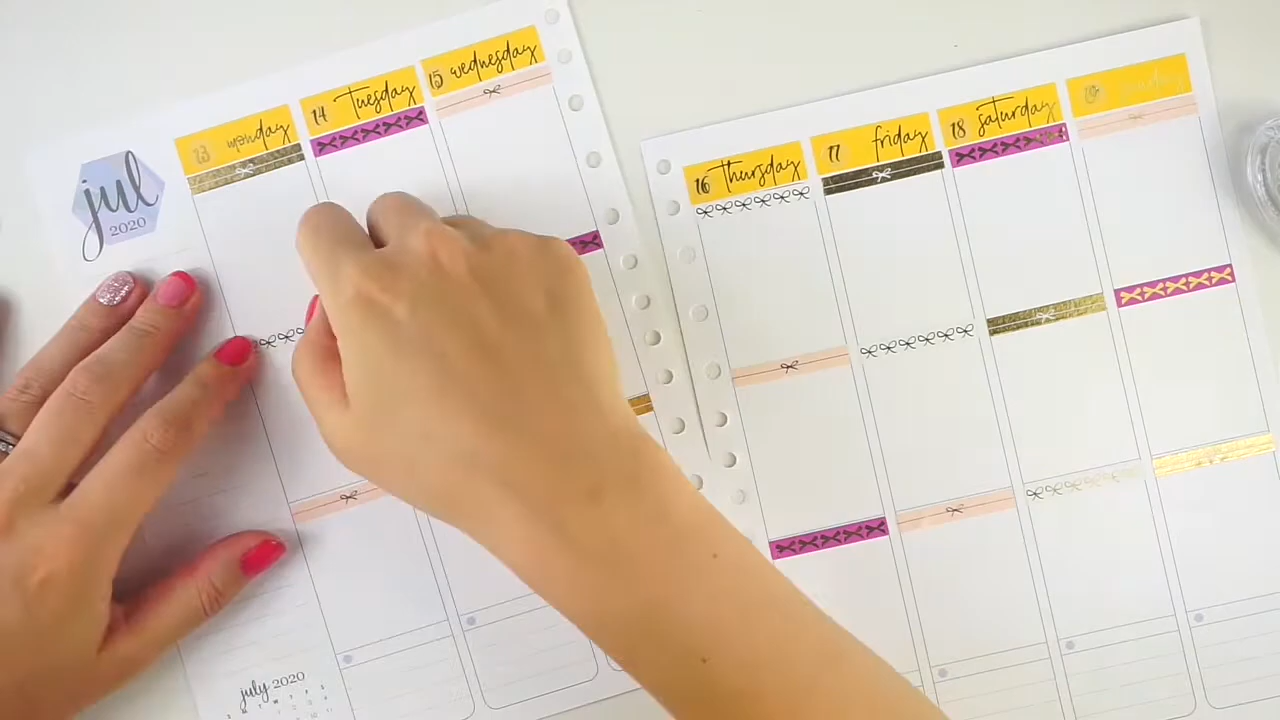 jul
2020
13 monday
14 Tuesday
15 wednesday
16 Thursday
17 friday
18 saturday
july 2020